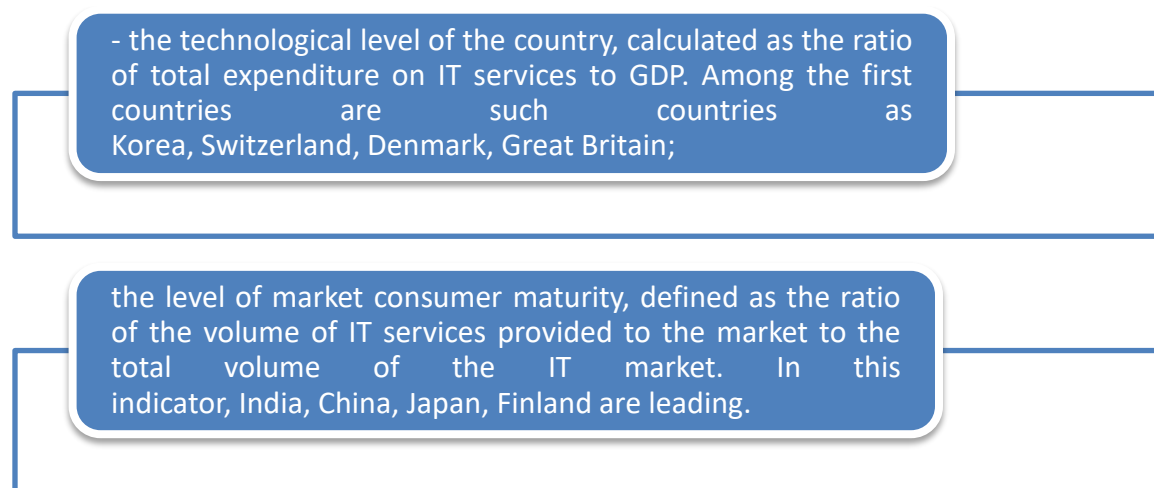 - the technological level of the country, calculated as the ratio
of total expenditure on IT services to GDP. Among the first
countries are such countries as
Korea, Switzerland, Denmark, Great Britain;
the level of market consumer maturity, defined as the ratio
of the volume of IT services provided to the market to the
total volume of the IT market. In this
indicator, India, China, Japan, Finland are leading.